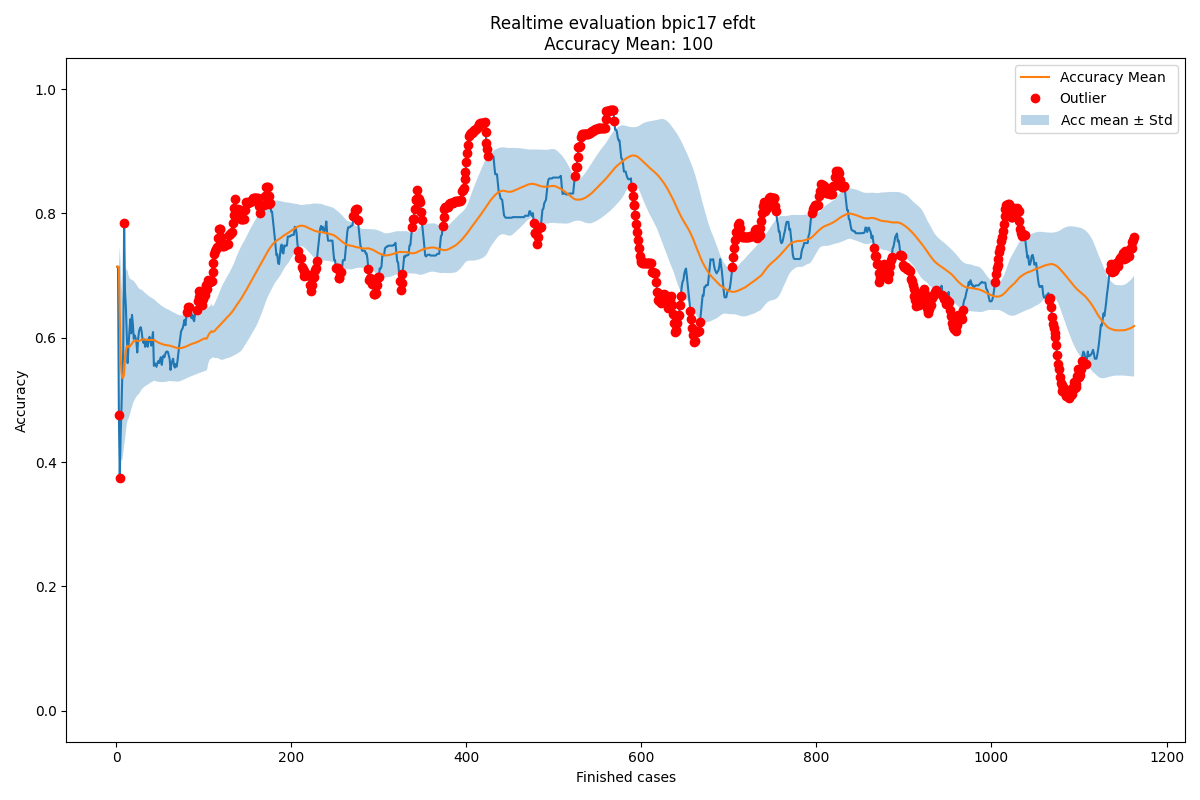 Realtime evaluation bpic17 efdt
Accuracy Mean: 100
Accuracy Mean
Outlier
Acc mean ± Std
1.0
0.8
0.6
0.4
0.2
0.0
Accuracy
0
200
400
600
800
1000
1200
Finished cases